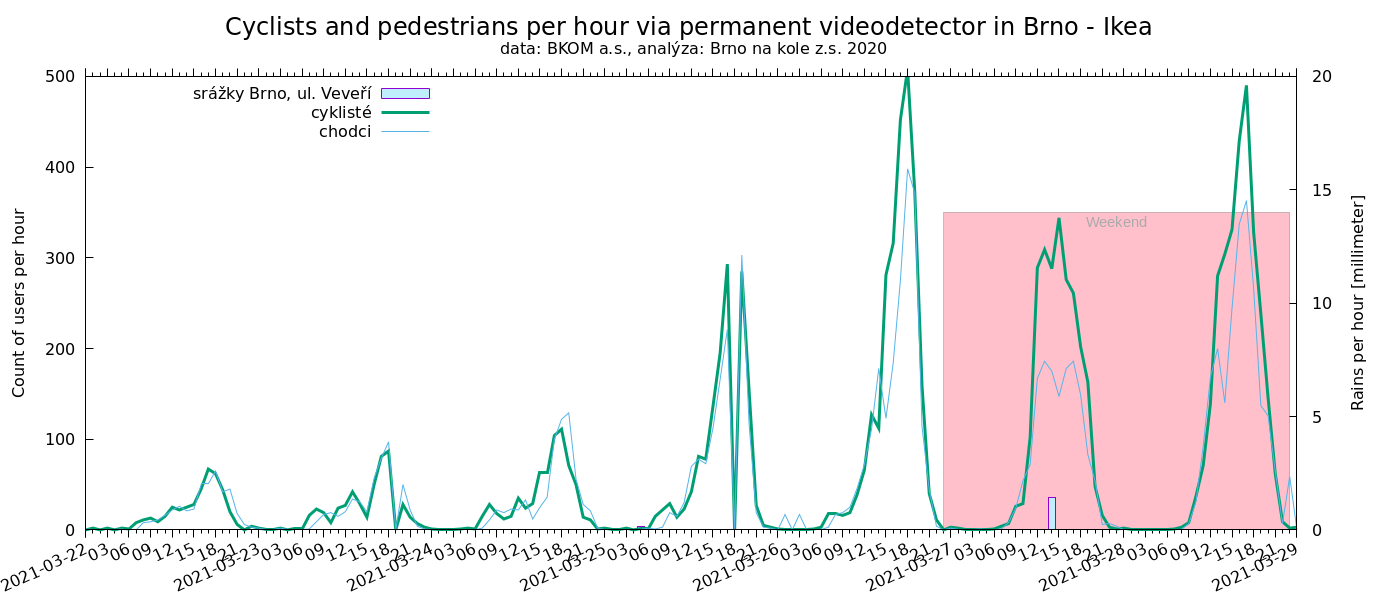 Cyclists and pedestrians per hour via permanent videodetector in Brno - Ikea
data: BKOM a.s., analýza: Brno na kole z.s. 2020
srážky Brno, ul. Veveří
cyklisté
chodci
Weekend
Count of users per hour
500
400
300
200
100
0
Rains per hour [millimeter]
20
15
10
5
0
2021-03-22 03 06 09 12 15 18 21 2021-03-23 03 06 09 12 15 18 21 2021-03-24 03 06 09 12 15 18 21 2021-03-25 03 06 09 12 15 18 21 2021-03-26 03 06 09 12 15 18 21 2021-03-27 03 06 09 12 15 18 21 2021-03-28 03 06 09 12 15 18 21 2021-03-29